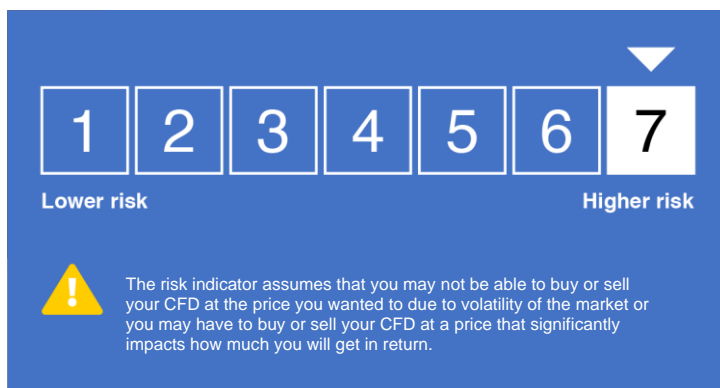 1 2 3 4 5 6 7
Lower risk Higher risk
The risk indicator assumes that you may not be able to buy or sell
your CFD at the price you wanted to due to volatility of the market or
you may have to buy or sell your CFD at a price that significantly
impacts how much you will get in return.